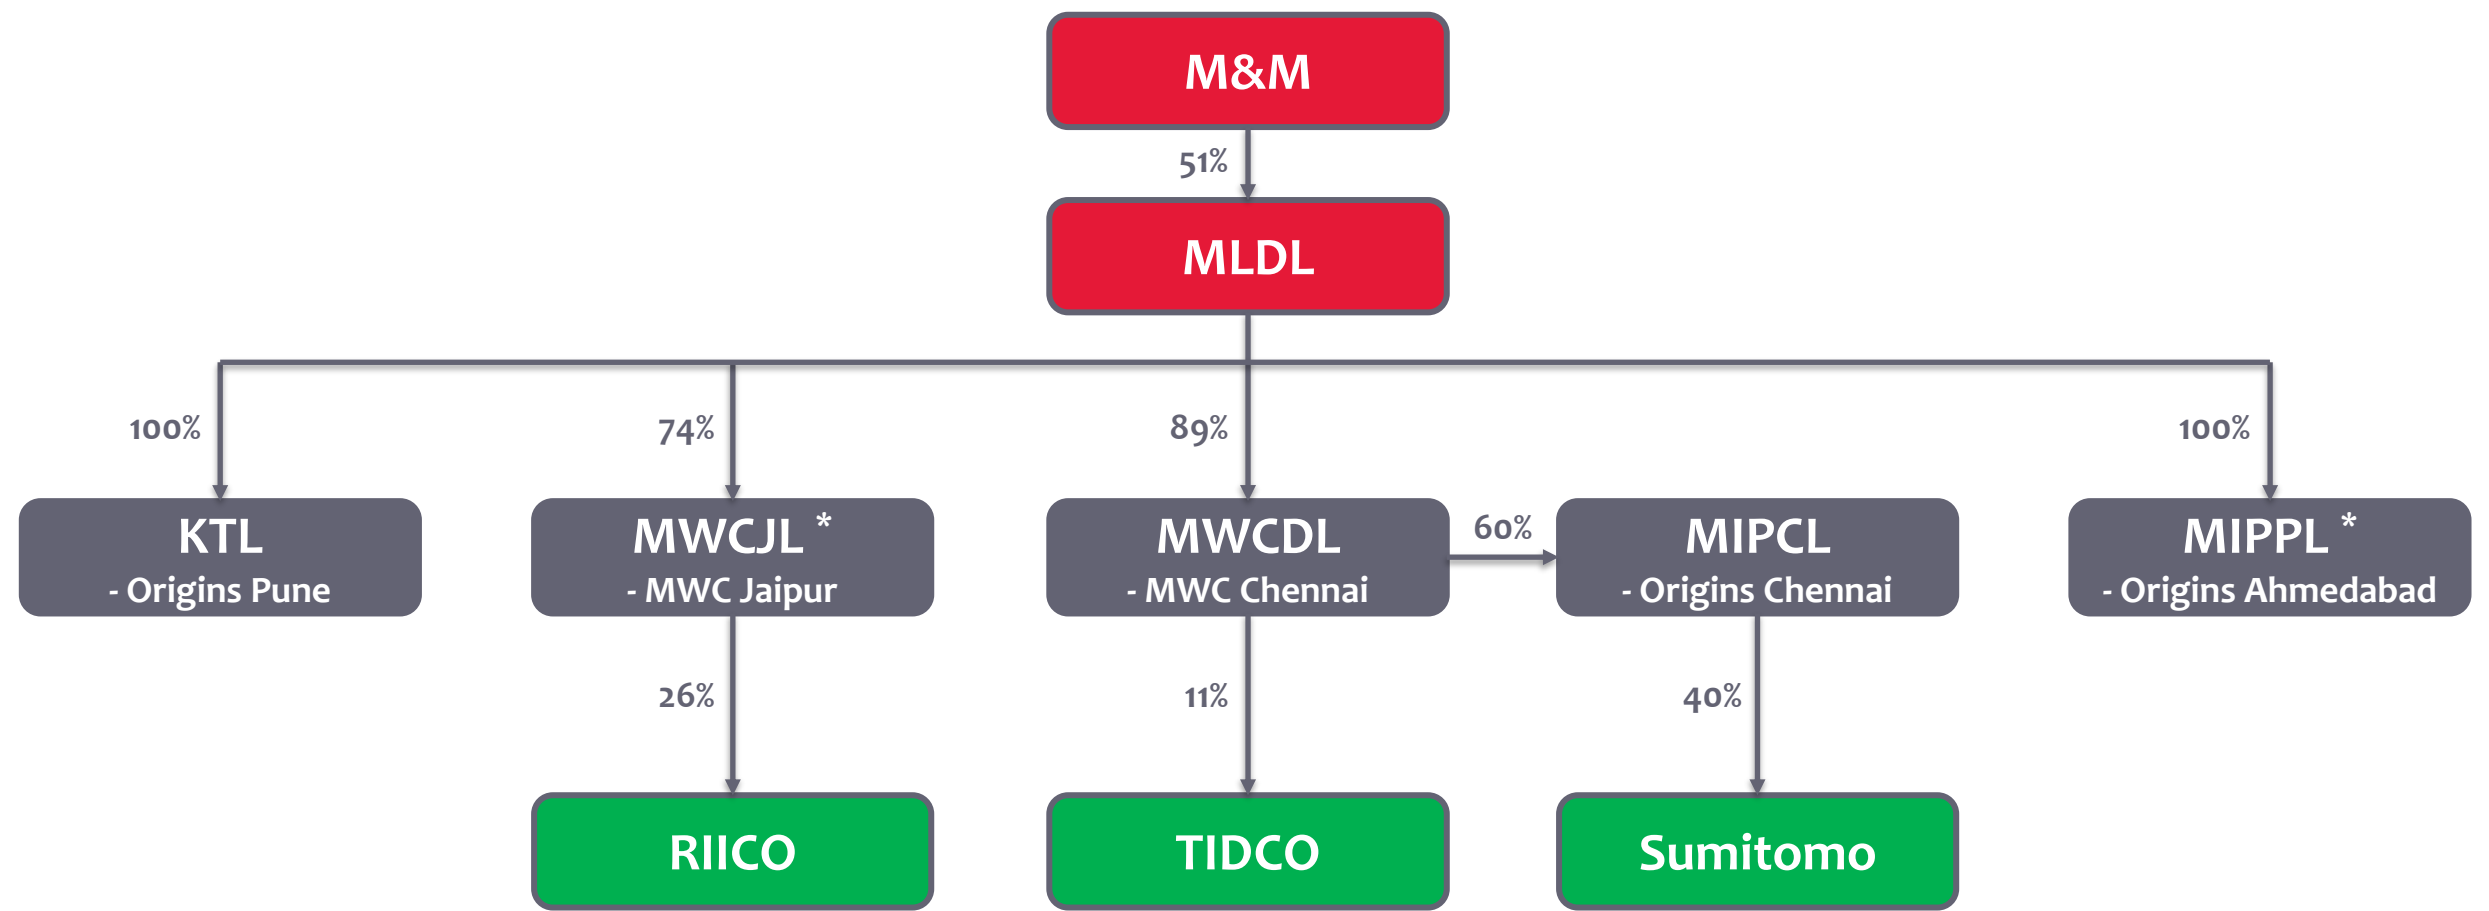 M&M
51%
MLDL
100%
74%
89%
100%
KTL
- Origins Pune
MWCJL *
- MWC Jaipur
MWCDL
- MWC Chennai
60%
MIPCL
- Origins Chennai
MIPPL *
- Origins Ahmedabad
26%
11%
40%
RIICO
TIDCO
Sumitomo